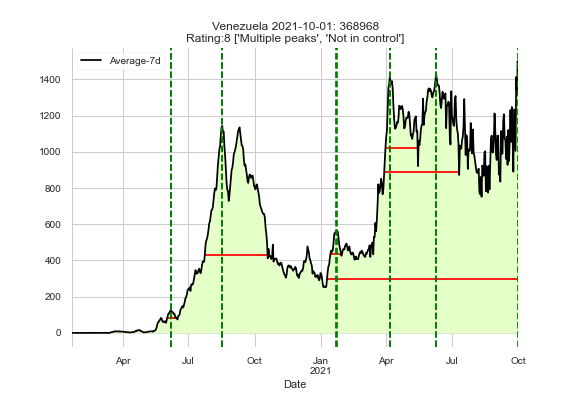 Venezuela 2021-10-01: 368968
Rating:8 ['Multiple peaks', 'Not in control']
Average-7d
1400
1200
1000
800
600
400
200
0
Apr Jul Oct Jan Apr Jul Oct
2021
Date